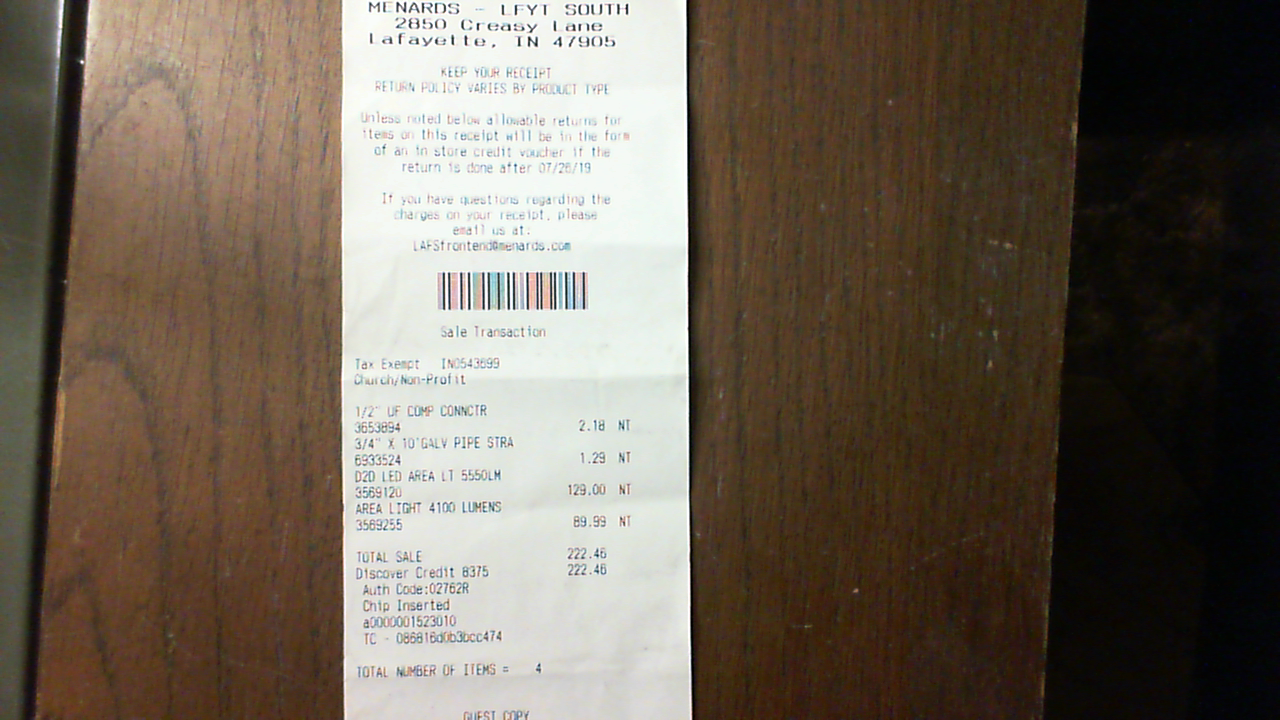 MENARDS - LFYT SOUTH
2850 Creasy Lane
Lafayette, IN 47905
KEEP YOUR RECEIPT
RETURN POLICY VARIES BY PRODUCT TYPE
Unless noted below allowable returns for
items on this receipt will be in the form
of an in store credit voucher if the
return is done after 07/26/19
If you have questions regarding the
charges on your receipt, please
email us at:
LAFSfrontend@menards.com
Sale Transaction
Tax Exempt IN0543699
Church/Non-Profit
1/2" UF COMP CONNCTR
3653894 2.18 NT
3/4" X 10'GALV PIPE STRA
6933524 1.29 NT
D2D LED AREA LT 5550LM
3569120 129.00 NT
AREA LIGHT 4100 LUMENS
3569255 89.99 NT
TOTAL SALE 222.46
Discover Credit 8375 222.46
Auth Code:02762R
Chip Inserted
a0000001523010
TC - 086816d0b3bcc474
TOTAL NUMBER OF ITEMS = 4
GUEST COPY